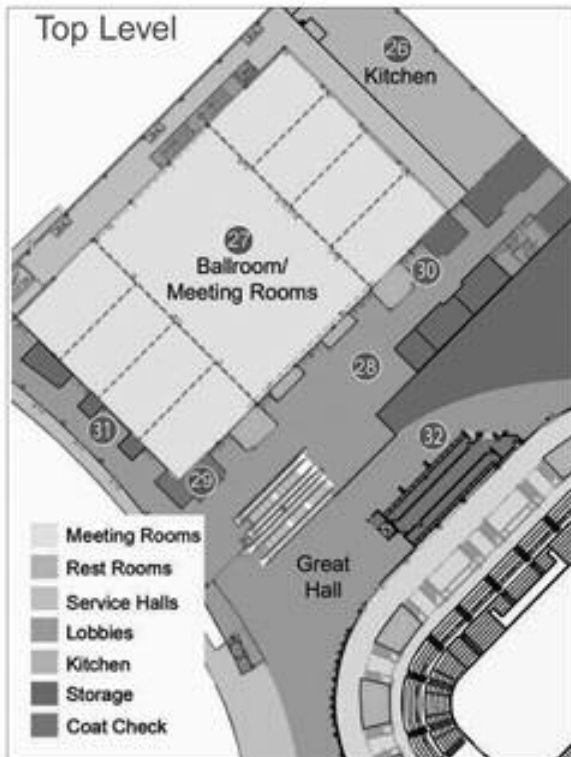 Top Level
26
Kitchen
27
Ballroom/
Meeting Rooms
30
28
31
32
29
Great
Hall
Meeting Rooms
Rest Rooms
Service Halls
Lobbies
Kitchen
Storage
Coat Check